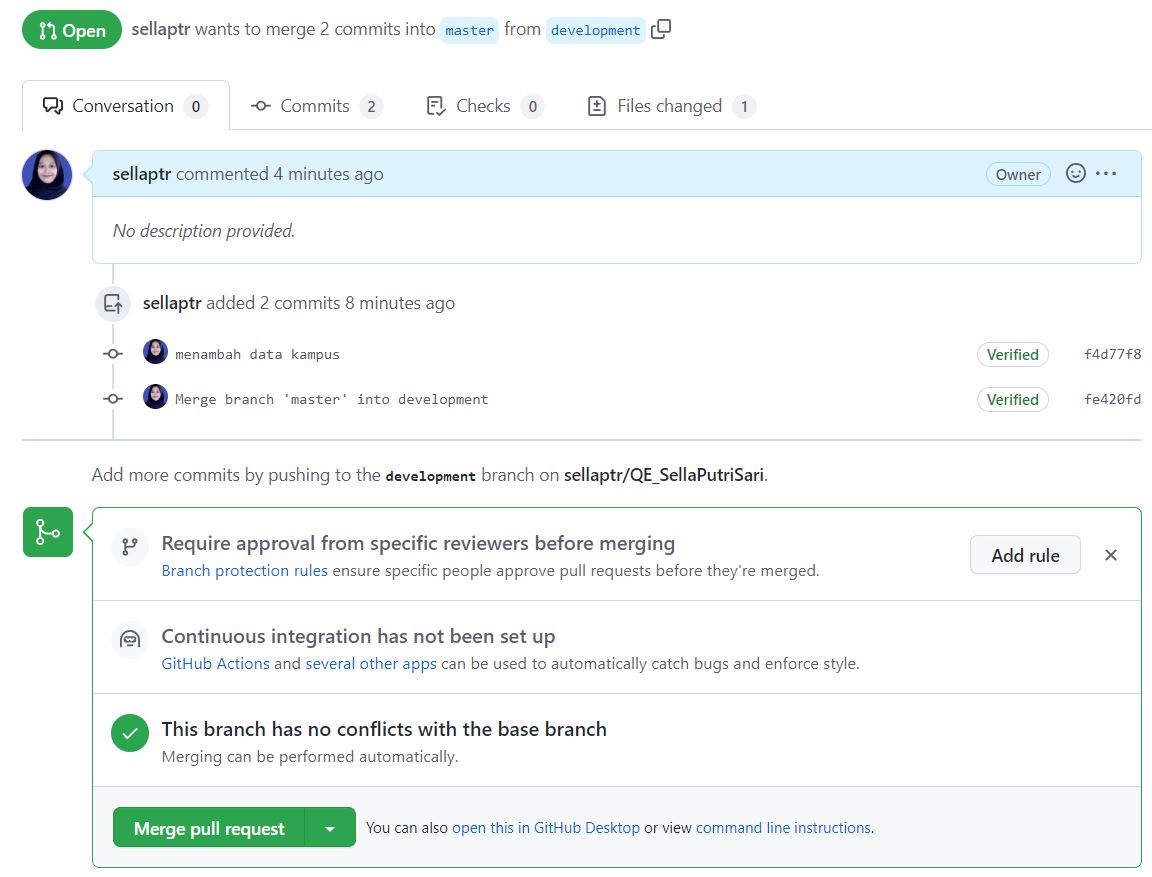 Open sellaptr wants to merge 2 commits into master from development
Conversation 0 Commits 2 Checks 0 Files changed 1
sellaptr commented 4 minutes ago Owner
No description provided.
sellaptr added 2 commits 8 minutes ago
menambah data kampus Verified f4d77f8
Merge branch 'master' into development Verified fe420fd
Add more commits by pushing to the development branch on sellaptr/QE_SellaPutriSari.
Require approval from specific reviewers before merging
Branch protection rules ensure specific people approve pull requests before they're merged.
Add rule
Continuous integration has not been set up
GitHub Actions and several other apps can be used to automatically catch bugs and enforce style.
This branch has no conflicts with the base branch
Merging can be performed automatically.
Merge pull request You can also open this in GitHub Desktop or view command line instructions.